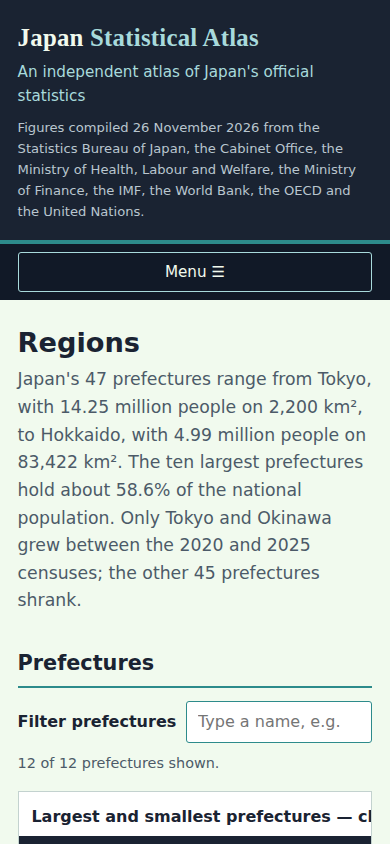 Japan Statistical Atlas
An independent atlas of Japan's official
statistics
Figures compiled 26 November 2026 from the
Statistics Bureau of Japan, the Cabinet Office, the
Ministry of Health, Labour and Welfare, the Ministry
of Finance, the IMF, the World Bank, the OECD and
the United Nations.
Menu ☰
Regions
Japan's 47 prefectures range from Tokyo,
with 14.25 million people on 2,200 km²,
to Hokkaido, with 4.99 million people on
83,422 km². The ten largest prefectures
hold about 58.6% of the national
population. Only Tokyo and Okinawa
grew between the 2020 and 2025
censuses; the other 45 prefectures
shrank.
Prefectures
Filter prefectures Type a name, e.g.
12 of 12 prefectures shown.
Largest and smallest prefectures —